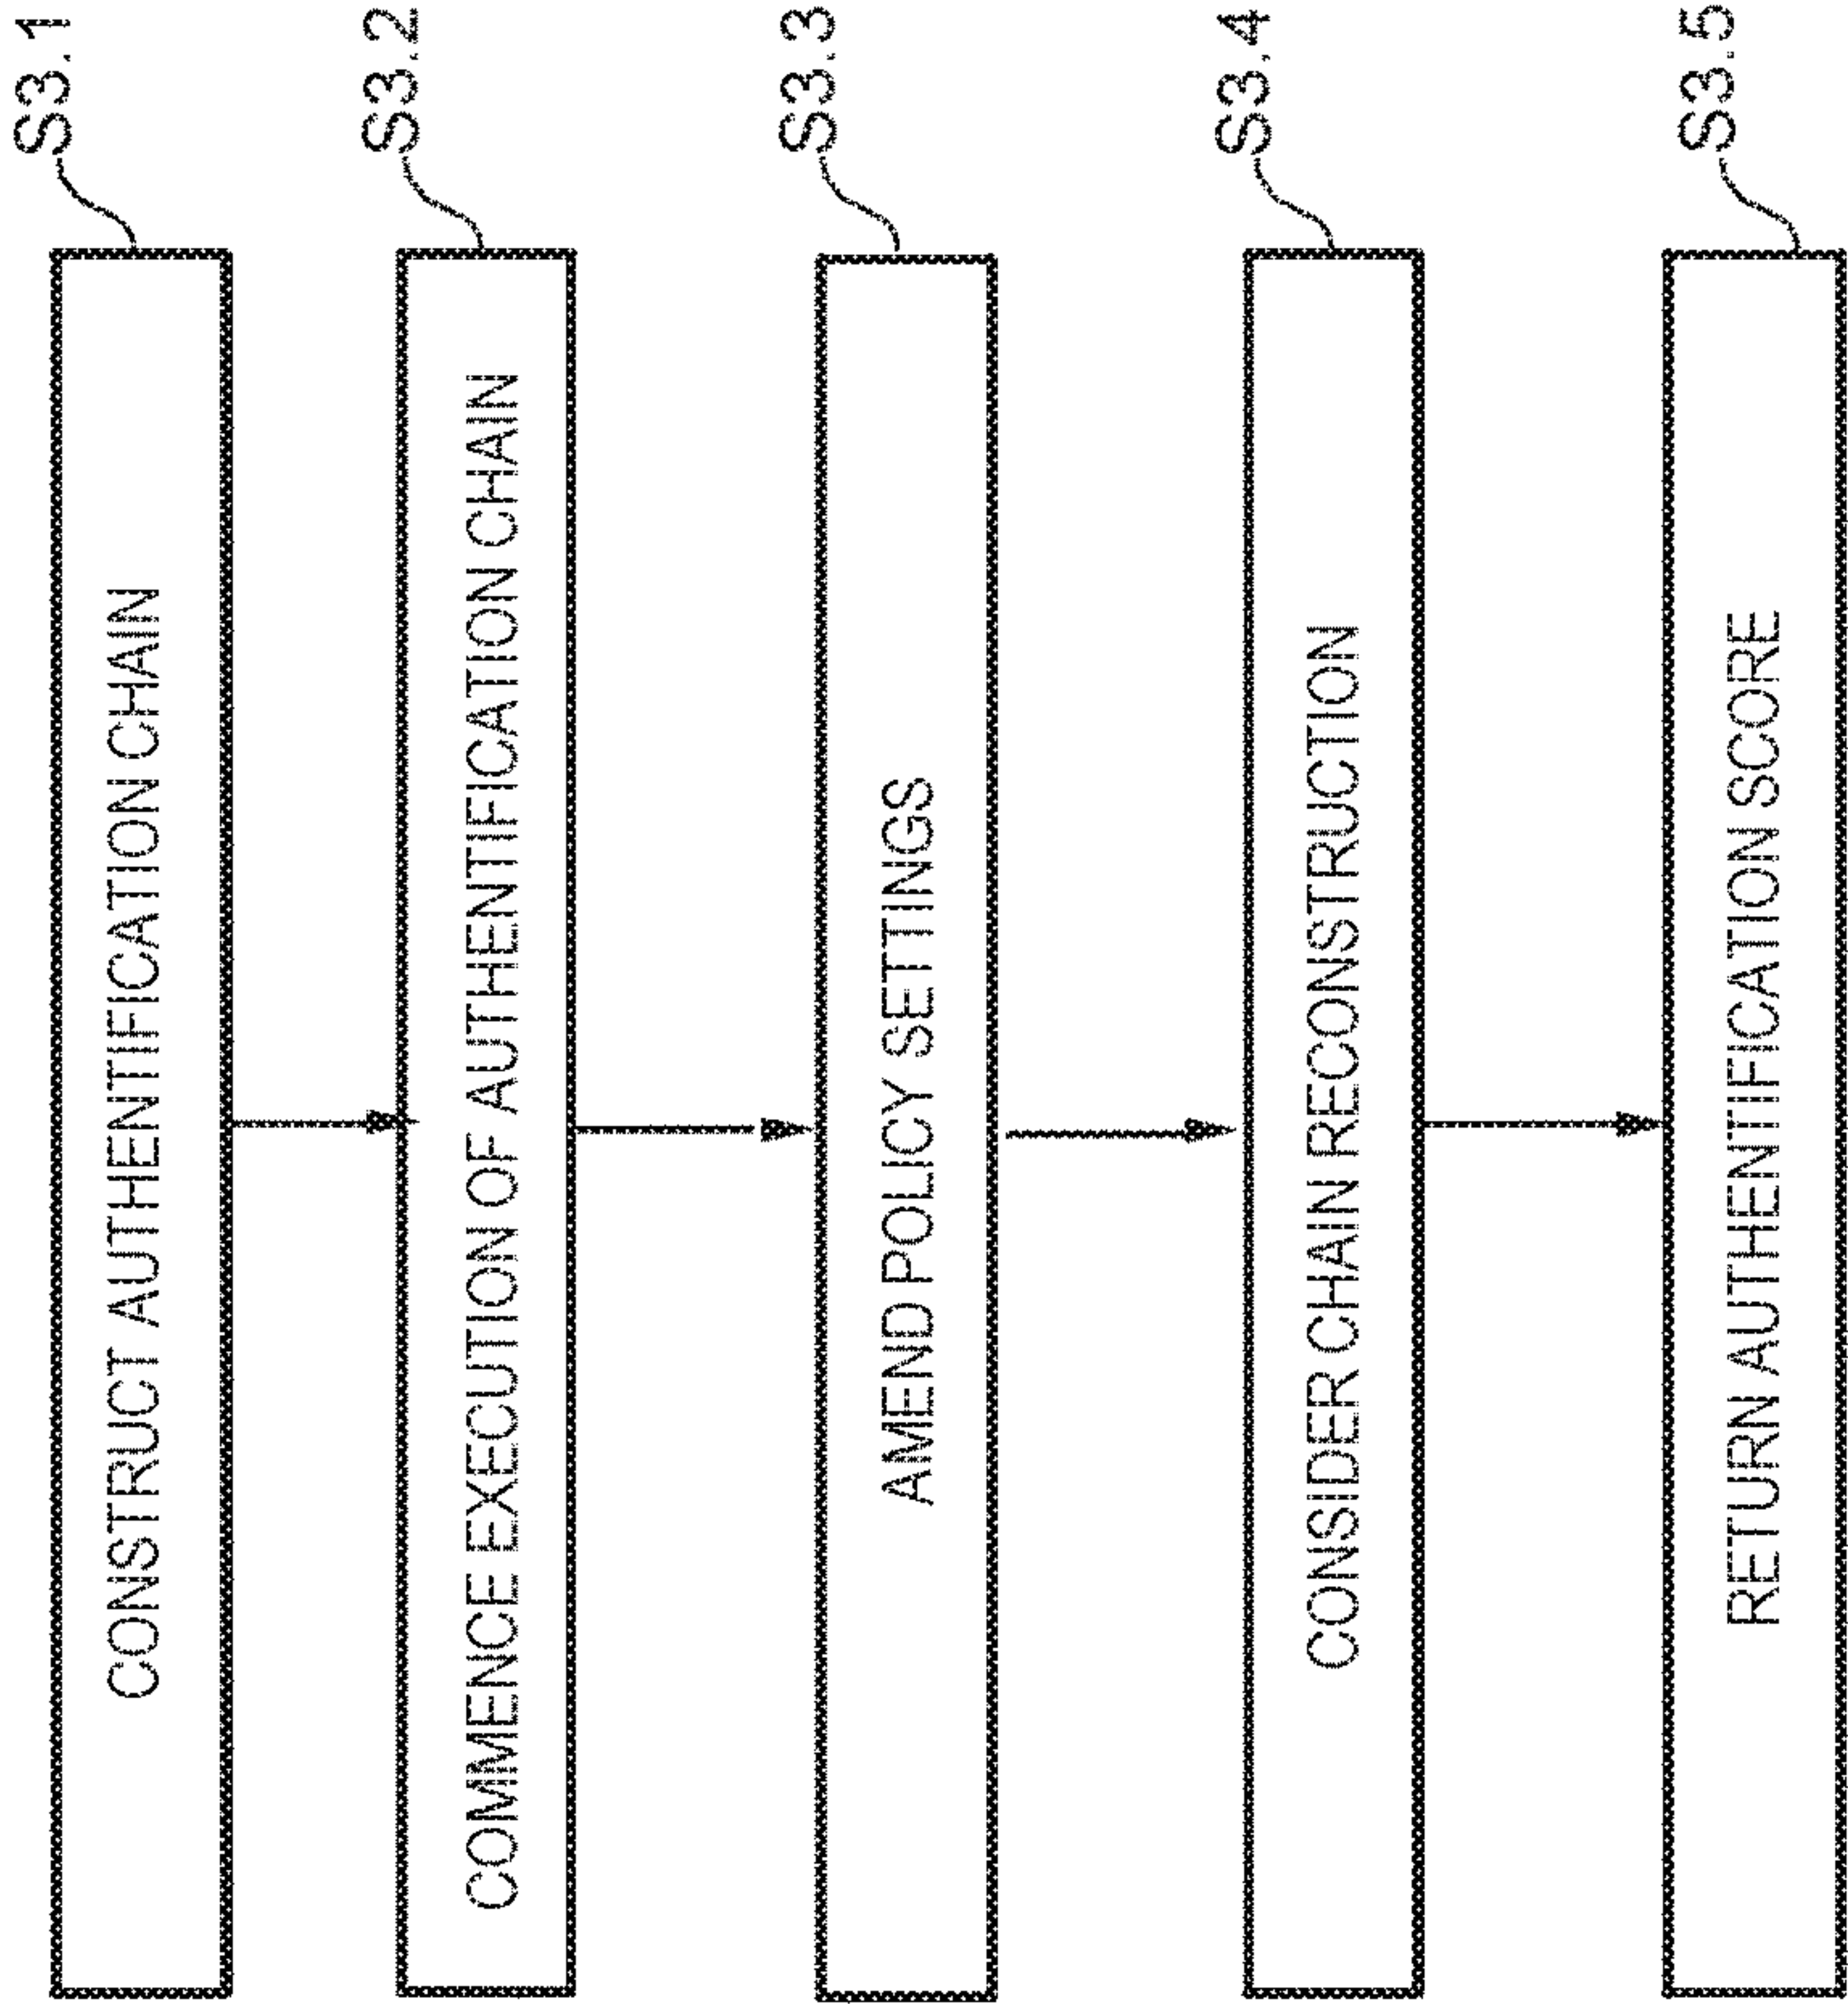 S3.1
CONSTRUCT AUTHENTIFICATION CHAIN
S3.2
COMMENCE EXECUTION OF AUTHENTIFICATION CHAIN
S3.3
AMEND POLICY SETTINGS
S3.4
CONSIDER CHAIN RECONSTRUCTION
S3.5
RETURN AUTHENTIFICATION SCORE